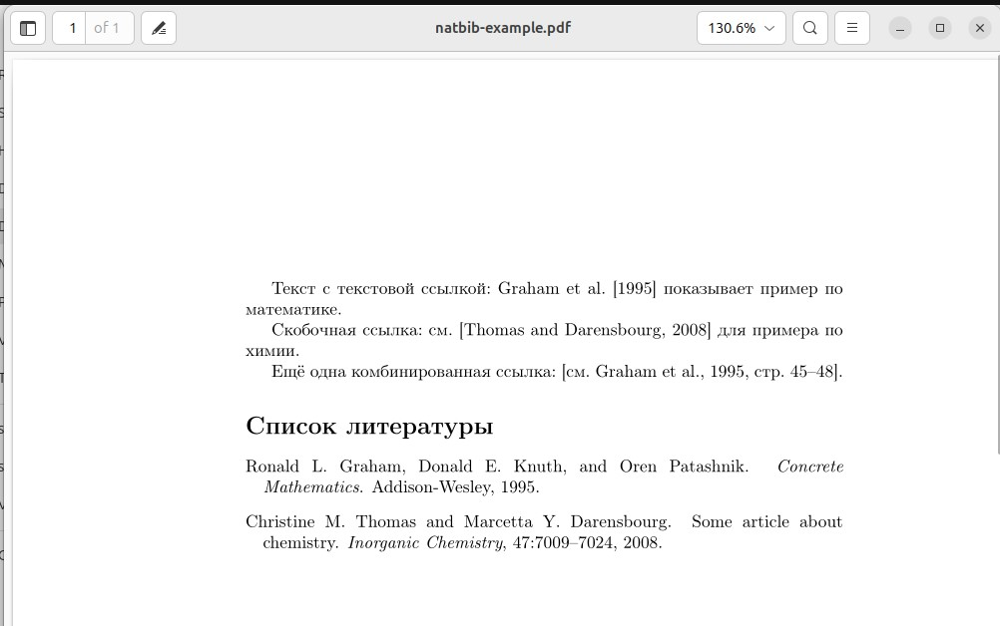 1 of 1
natbib-example.pdf
130.6%
Текст с текстовой ссылкой: Graham et al. [1995] показывает пример по
математике.
Скобочная ссылка: см. [Thomas and Darensbourg, 2008] для примера по
химии.
Ещё одна комбинированная ссылка: [см. Graham et al., 1995, стр. 45–48].
Список литературы
Ronald L. Graham, Donald E. Knuth, and Oren Patashnik. Concrete
Mathematics. Addison-Wesley, 1995.
Christine M. Thomas and Marcetta Y. Darensbourg. Some article about
chemistry. Inorganic Chemistry, 47:7009–7024, 2008.